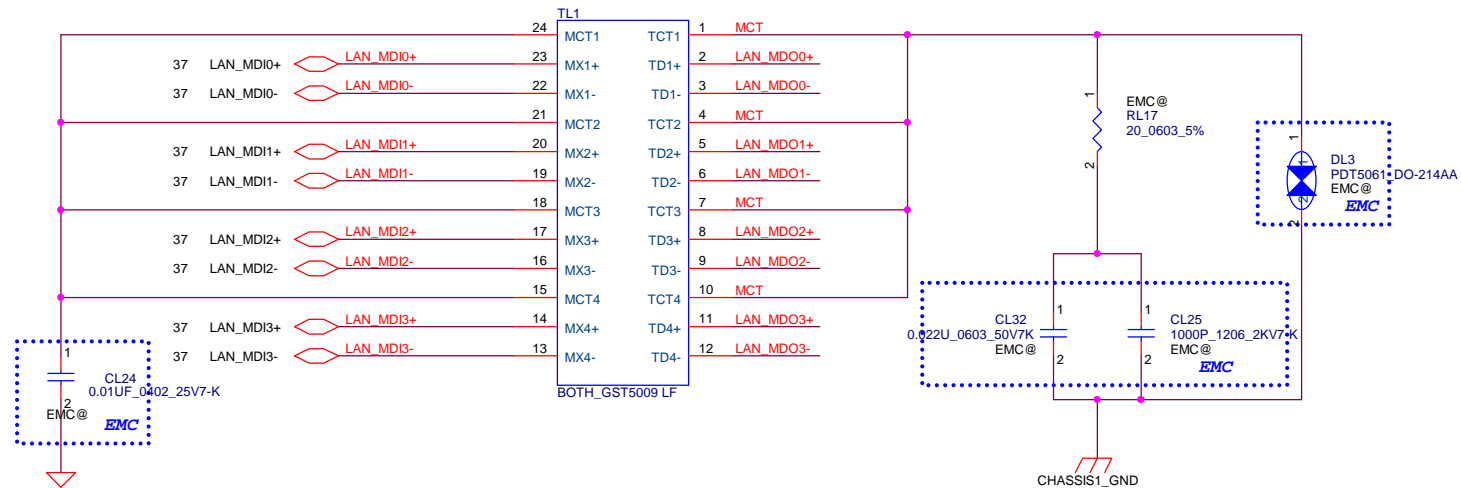 TL1
24 MCT1 TCT1 1 MCT
37 LAN_MDI0+ LAN_MDI0+ 23 MX1+ TD1+ 2 LAN_MDO0+
37 LAN_MDI0- LAN_MDI0- 22 MX1- TD1- 3 LAN_MDO0-
21 MCT2 TCT2 4 MCT
37 LAN_MDI1+ LAN_MDI1+ 20 MX2+ TD2+ 5 LAN_MDO1+
37 LAN_MDI1- LAN_MDI1- 19 MX2- TD2- 6 LAN_MDO1-
18 MCT3 TCT3 7 MCT
37 LAN_MDI2+ LAN_MDI2+ 17 MX3+ TD3+ 8 LAN_MDO2+
37 LAN_MDI2- LAN_MDI2- 16 MX3- TD3- 9 LAN_MDO2-
15 MCT4 TCT4 10 MCT
37 LAN_MDI3+ LAN_MDI3+ 14 MX4+ TD4+ 11 LAN_MDO3+
37 LAN_MDI3- LAN_MDI3- 13 MX4- TD4- 12 LAN_MDO3-
BOTH_GST5009 LF
1
CL24
0.01UF_0402_25V7-K
2
EMC@
EMC
1
EMC@
RL17
20_0603_5%
2
1
1
DL3
PDT5061_DO-214AA
EMC@
2
EMC
2
1
CL32
0.022U_0603_50V7K
EMC@
2
1
CL25
1000P_1206_2KV7-K
EMC@
2
EMC
CHASSIS1_GND